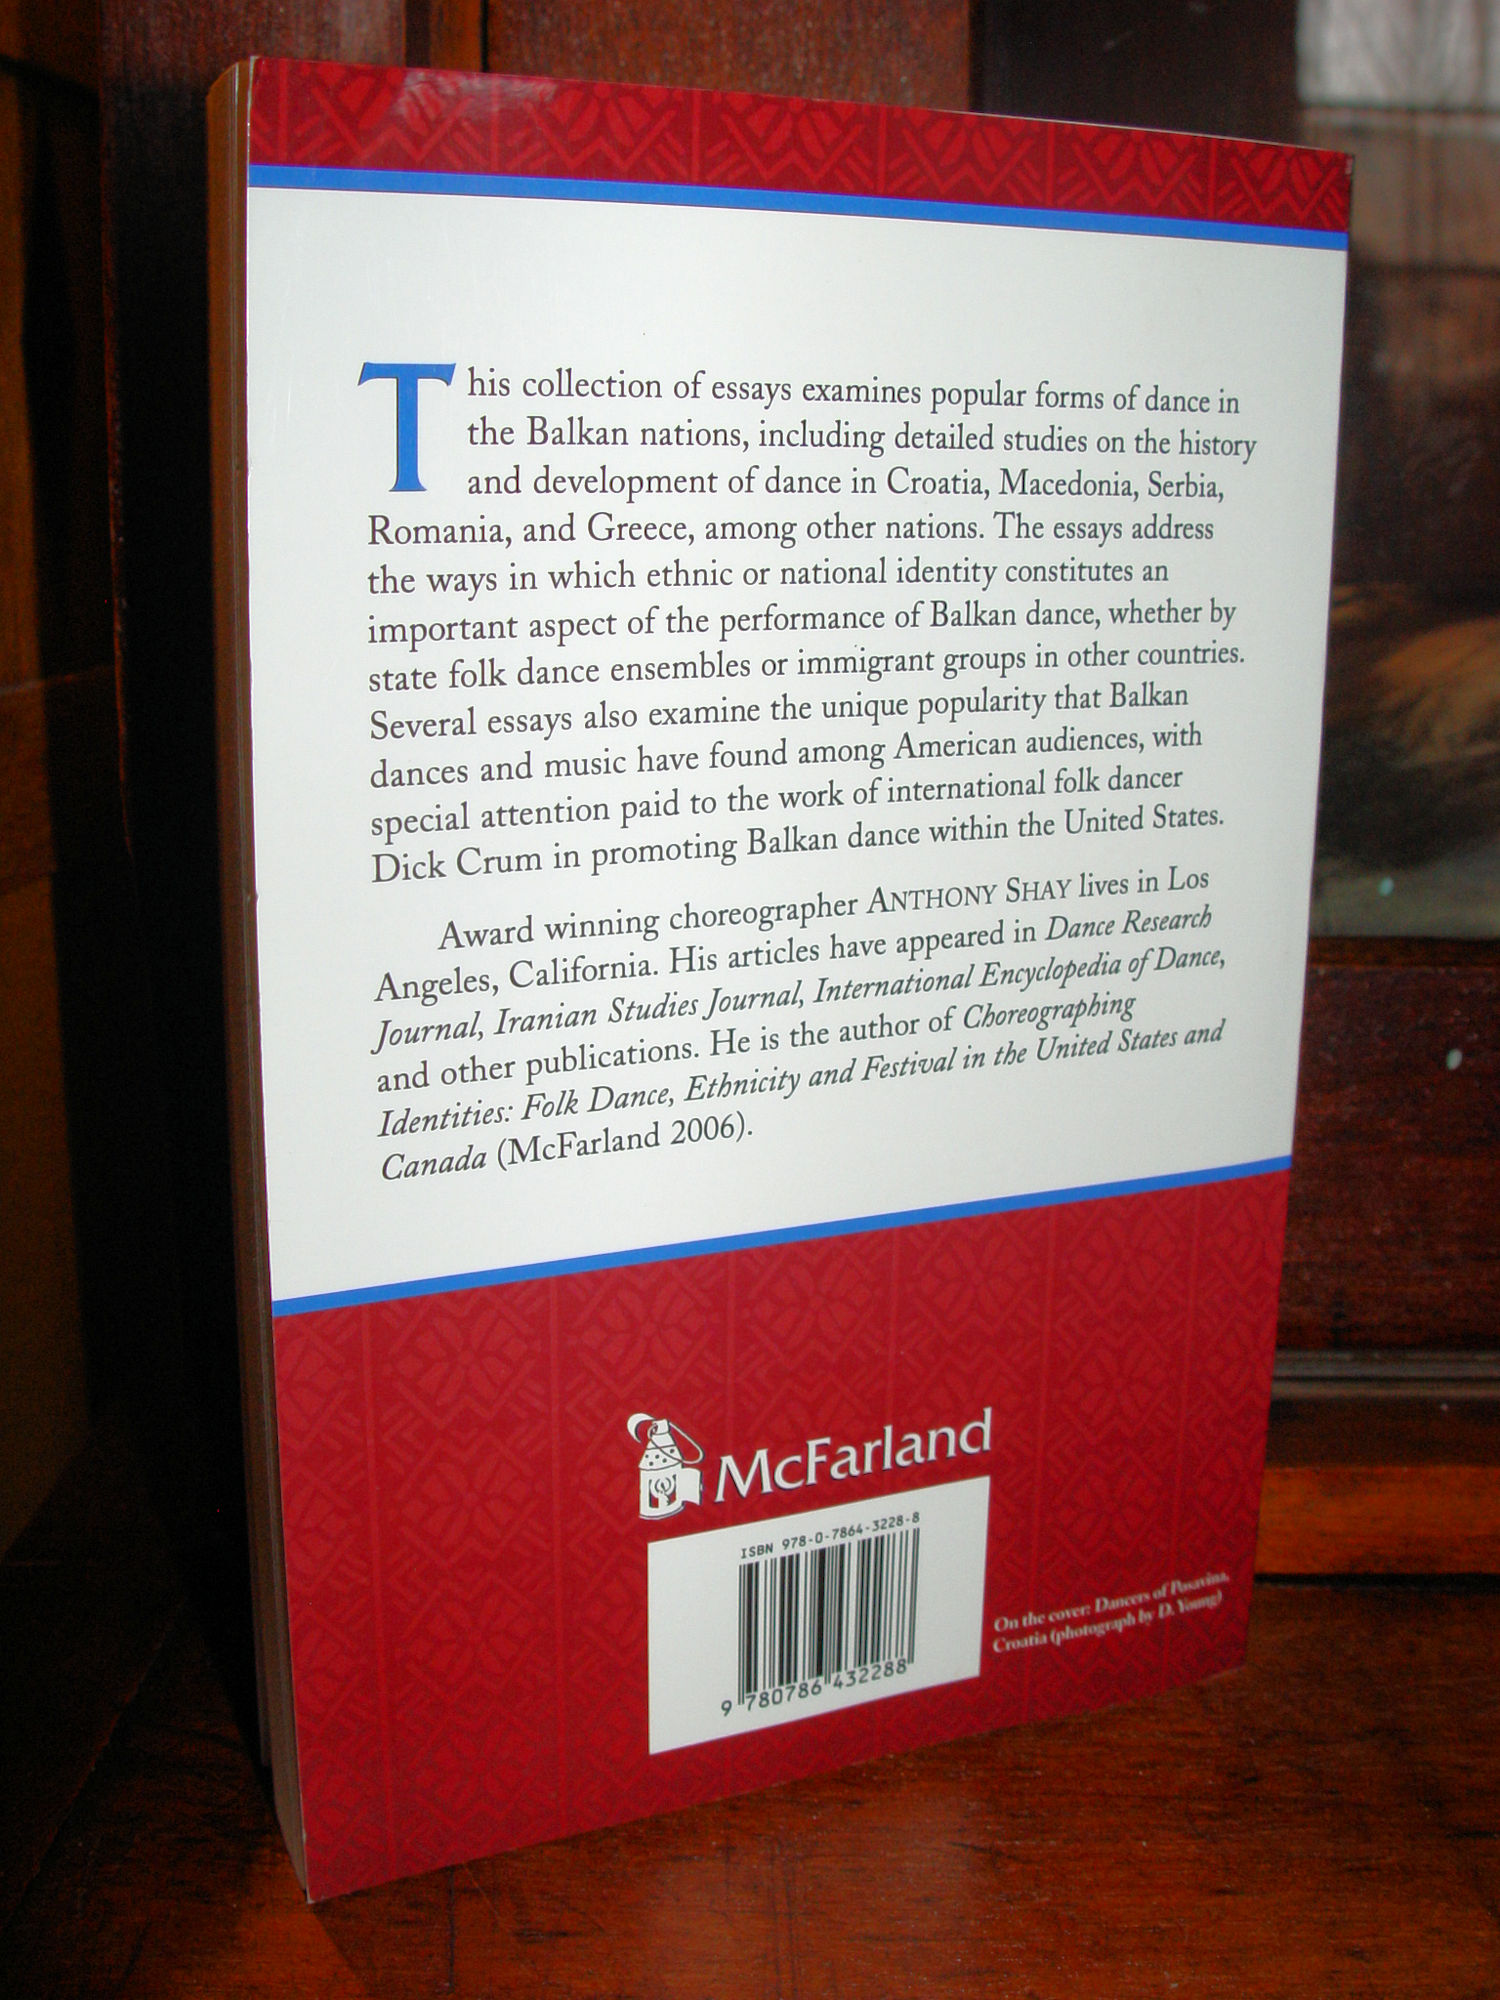 This collection of essays examines popular forms of dance in
the Balkan nations, including detailed studies on the history
and development of dance in Croatia, Macedonia, Serbia,
Romania, and Greece, among other nations. The essays address
the ways in which ethnic or national identity constitutes an
important aspect of the performance of Balkan dance, whether by
state folk dance ensembles or immigrant groups in other countries.
Several essays also examine the unique popularity that Balkan
dances and music have found among American audiences, with
special attention paid to the work of international folk dancer
Dick Crum in promoting Balkan dance within the United States.
Award winning choreographer ANTHONY SHAY lives in Los
Angeles, California. His articles have appeared in Dance Research
Journal, Iranian Studies Journal, International Encyclopedia of Dance,
and other publications. He is the author of Choreographing
Identities: Folk Dance, Ethnicity and Festival in the United States and
Canada (McFarland 2006).
McFarland
ISBN 978-0-7864-3228-8
9 780786 432288
On the cover: Dancers of Posavina,
Croatia (photograph by D. Young)